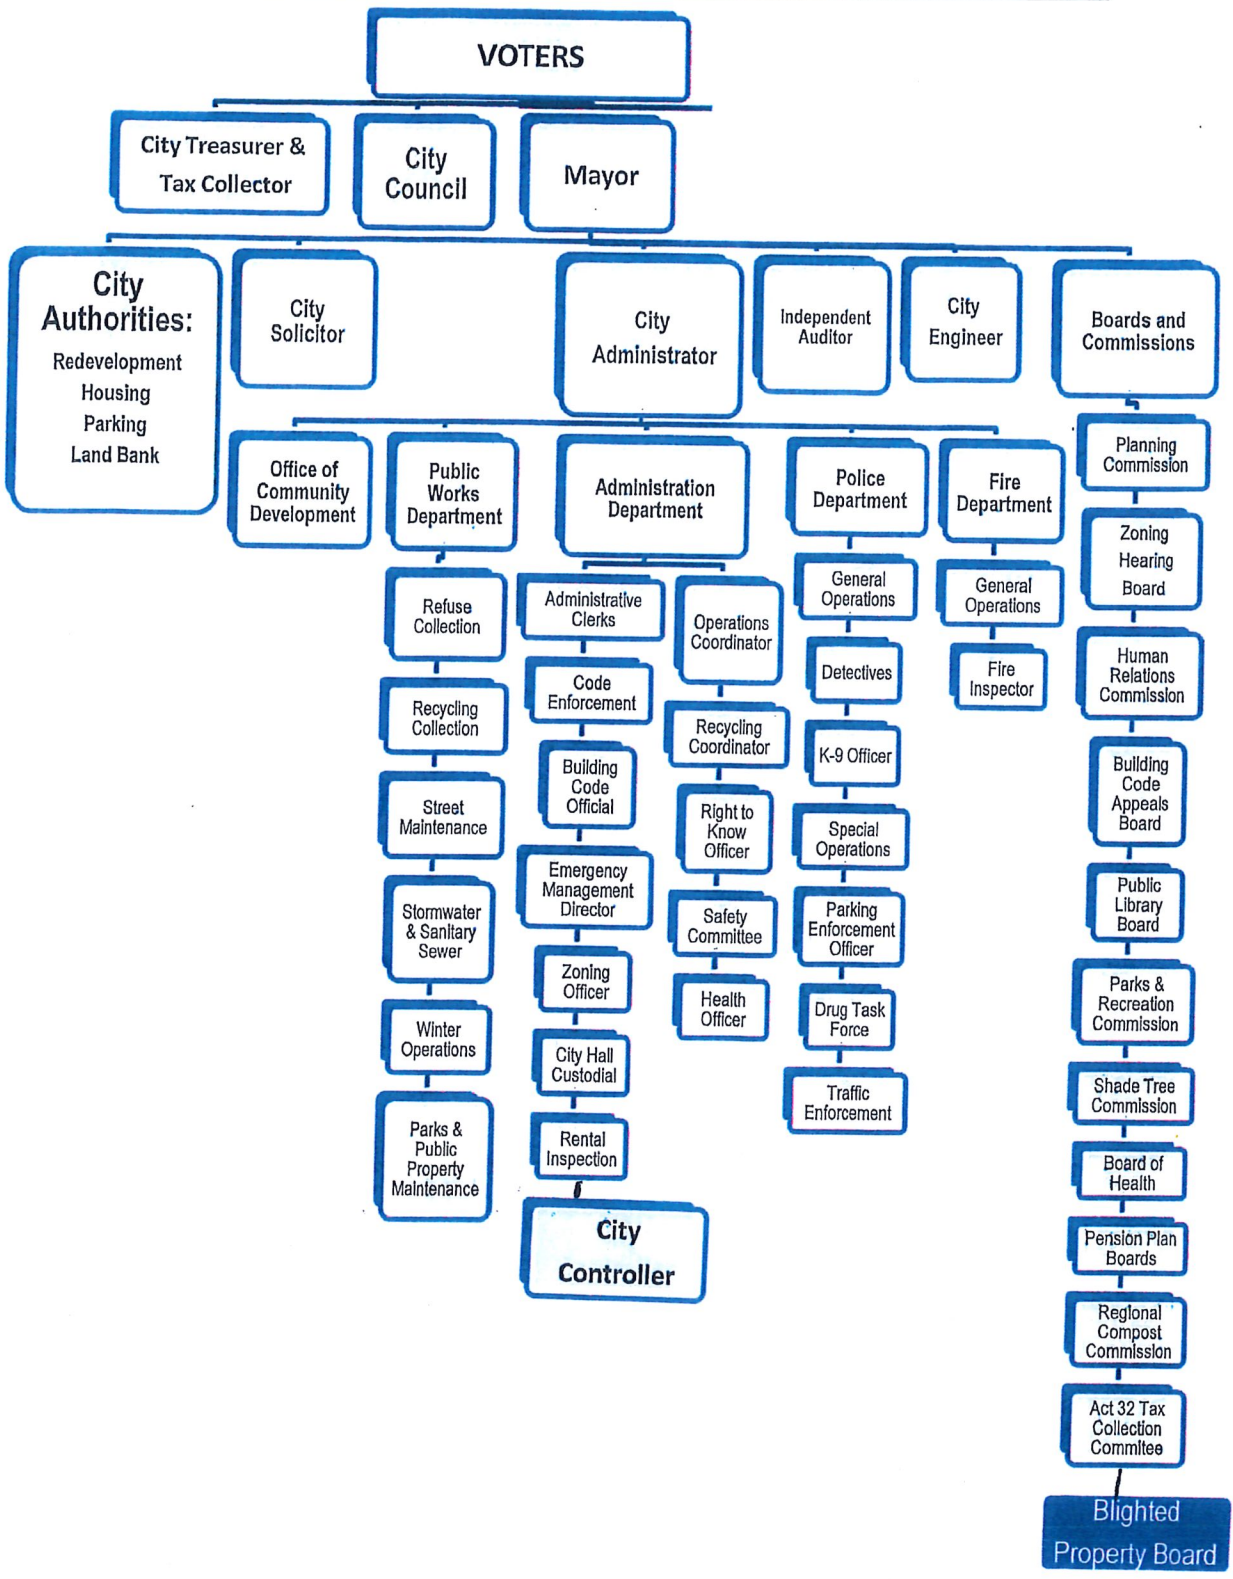 VOTERS
City Treasurer &
Tax Collector
City
Council
Mayor
City
Authorities:
Redevelopment
Housing
Parking
Land Bank
City
Solicitor
City
Administrator
Independent
Auditor
City
Engineer
Boards and
Commissions
Office of
Community
Development
Public
Works
Department
Administration
Department
Police
Department
Fire
Department
Refuse
Collection
Recycling
Collection
Street
Maintenance
Stormwater
& Sanitary
Sewer
Winter
Operations
Parks &
Public
Property
Maintenance
Administrative
Clerks
Code
Enforcement
Building
Code
Official
Emergency
Management
Director
Zoning
Officer
City Hall
Custodial
Rental
Inspection
City
Controller
Operations
Coordinator
Recycling
Coordinator
Right to
Know
Officer
Safety
Committee
Health
Officer
General
Operations
Detectives
K-9 Officer
Special
Operations
Parking
Enforcement
Officer
Drug Task
Force
Traffic
Enforcement
General
Operations
Fire
Inspector
Planning
Commission
Zoning
Hearing
Board
Human
Relations
Commission
Building
Code
Appeals
Board
Public
Library
Board
Parks &
Recreation
Commission
Shade Tree
Commission
Board of
Health
Pension Plan
Boards
Regional
Compost
Commission
Act 32 Tax
Collection
Commitee
Blighted
Property Board